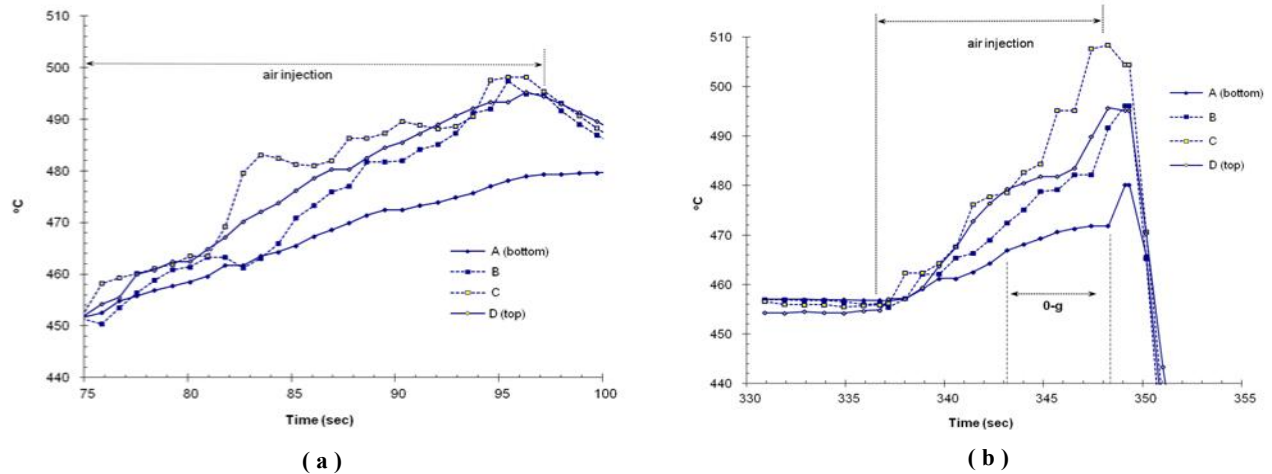 510
500
490
480
470
460
450
440
75
80
85
90
95
100
ºC
Time (sec)
air injection
A (bottom)
B
C
D (top)
( a )
510
500
490
480
470
460
450
440
330
335
340
345
350
355
ºC
Time (sec)
air injection
0-g
A (bottom)
B
C
D (top)
( b )